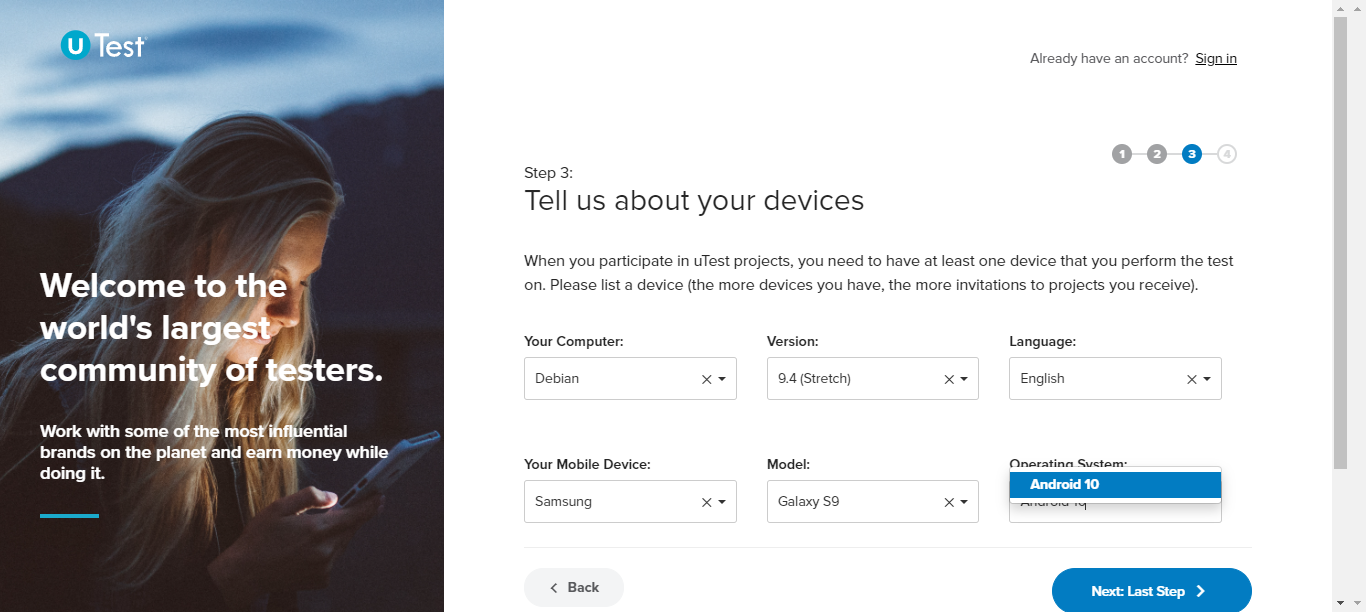 U Test
Already have an account? Sign in
1 2 3 4
Step 3:
Tell us about your devices
Welcome to the
world's largest
community of testers.
Work with some of the most influential
brands on the planet and earn money while
doing it.
When you participate in uTest projects, you need to have at least one device that you perform the test
on. Please list a device (the more devices you have, the more invitations to projects you receive).
Your Computer: Version: Language:
Debian 9.4 (Stretch) English
Your Mobile Device: Model: Operating System:
Android 10
Samsung Galaxy S9 Android 10
Back
Next: Last Step